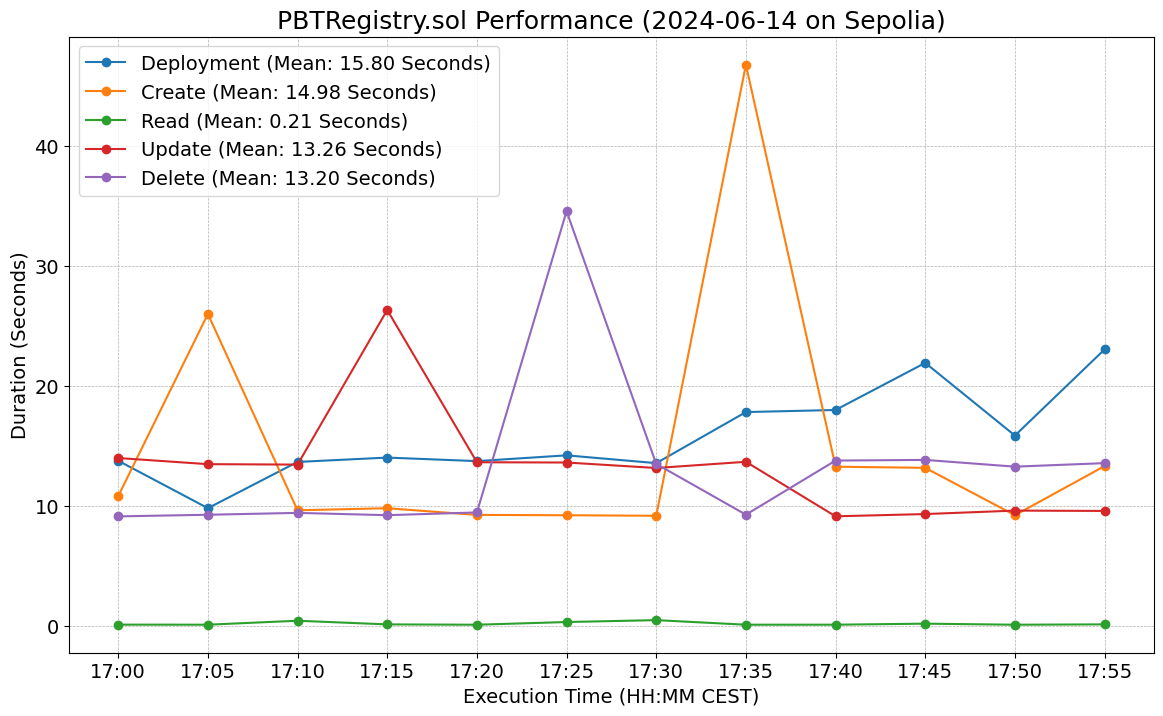 PBTRegistry.sol Performance (2024-06-14 on Sepolia)
Deployment (Mean: 15.80 Seconds)
Create (Mean: 14.98 Seconds)
Read (Mean: 0.21 Seconds)
Update (Mean: 13.26 Seconds)
Delete (Mean: 13.20 Seconds)
Duration (Seconds)
40
30
20
10
0
17:00 17:05 17:10 17:15 17:20 17:25 17:30 17:35 17:40 17:45 17:50 17:55
Execution Time (HH:MM CEST)